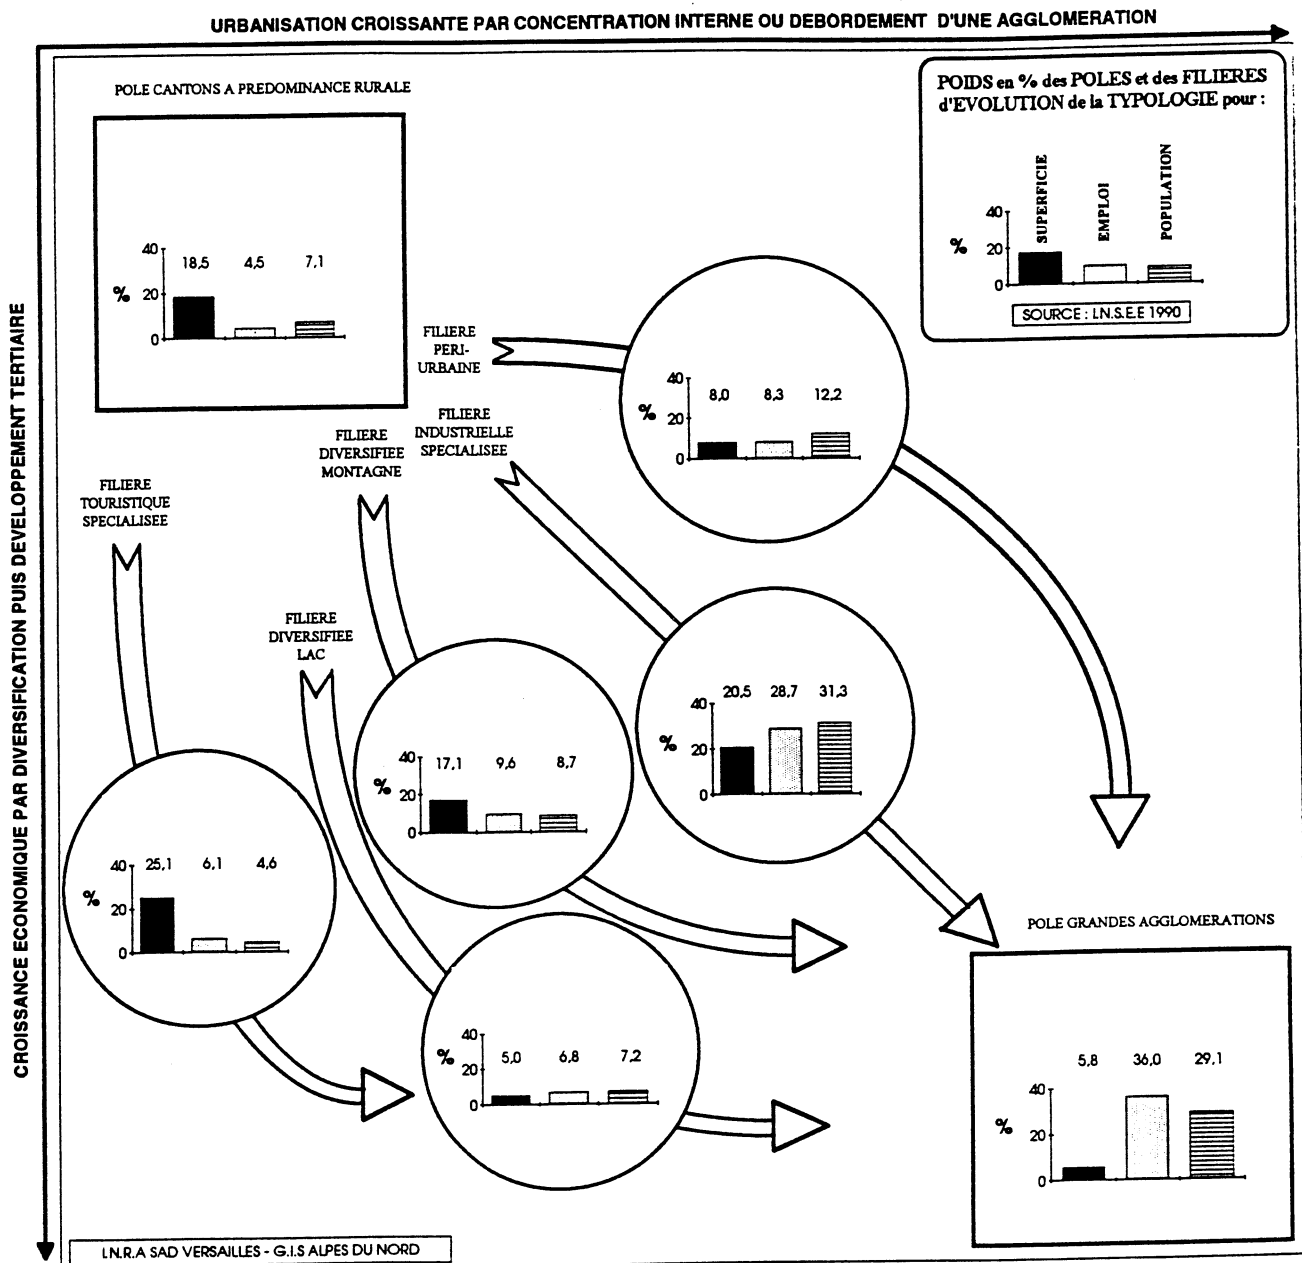 URBANISATION CROISSANTE PAR CONCENTRATION INTERNE OU DEBORDEMENT D'UNE AGGLOMERATION
CROISSANCE ECONOMIQUE PAR DIVERSIFICATION PUIS DEVELOPPEMENT TERTIAIRE
POLE CANTONS A PREDOMINANCE RURALE
40
20
0
%
18,5 4,5 7,1
POIDS en % des POLES et des FILIERES
d'EVOLUTION de la TYPOLOGIE pour :
SUPERFICIE
EMPLOI
POPULATION
40
20
0
%
SOURCE : I.N.S.E.E 1990
FILIERE
PERI-
URBAINE
40
20
0
%
8,0 8,3 12,2
FILIERE
INDUSTRIELLE
SPECIALISEE
40
20
0
%
20,5 28,7 31,3
FILIERE
DIVERSIFIEE
MONTAGNE
40
20
0
%
17,1 9,6 8,7
FILIERE
TOURISTIQUE
SPECIALISEE
40
20
0
%
25,1 6,1 4,6
FILIERE
DIVERSIFIEE
LAC
40
20
0
%
5,0 6,8 7,2
POLE GRANDES AGGLOMERATIONS
40
20
0
%
5,8 36,0 29,1
I.N.R.A SAD VERSAILLES - G.I.S ALPES DU NORD